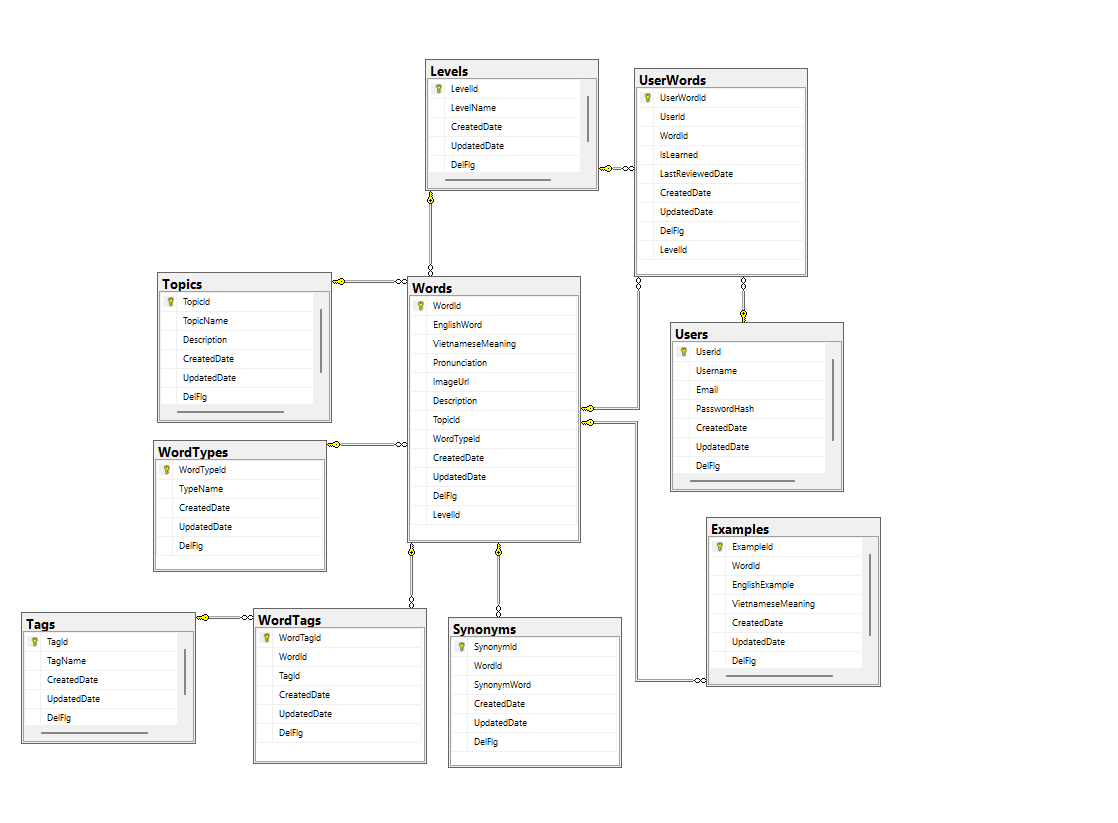 Levels
LevelId
LevelName
CreatedDate
UpdatedDate
DelFlg
UserWords
UserWordId
UserId
WordId
IsLearned
LastReviewedDate
CreatedDate
UpdatedDate
DelFlg
LevelId
Topics
TopicId
TopicName
Description
CreatedDate
UpdatedDate
DelFlg
Words
WordId
EnglishWord
VietnameseMeaning
Pronunciation
ImageUrl
Description
TopicId
WordTypeId
CreatedDate
UpdatedDate
DelFlg
LevelId
Users
UserId
Username
Email
PasswordHash
CreatedDate
UpdatedDate
DelFlg
WordTypes
WordTypeId
TypeName
CreatedDate
UpdatedDate
DelFlg
Examples
ExampleId
WordId
EnglishExample
VietnameseMeaning
CreatedDate
UpdatedDate
DelFlg
Tags
TagId
TagName
CreatedDate
UpdatedDate
DelFlg
WordTags
WordTagId
WordId
TagId
CreatedDate
UpdatedDate
DelFlg
Synonyms
SynonymId
WordId
SynonymWord
CreatedDate
UpdatedDate
DelFlg